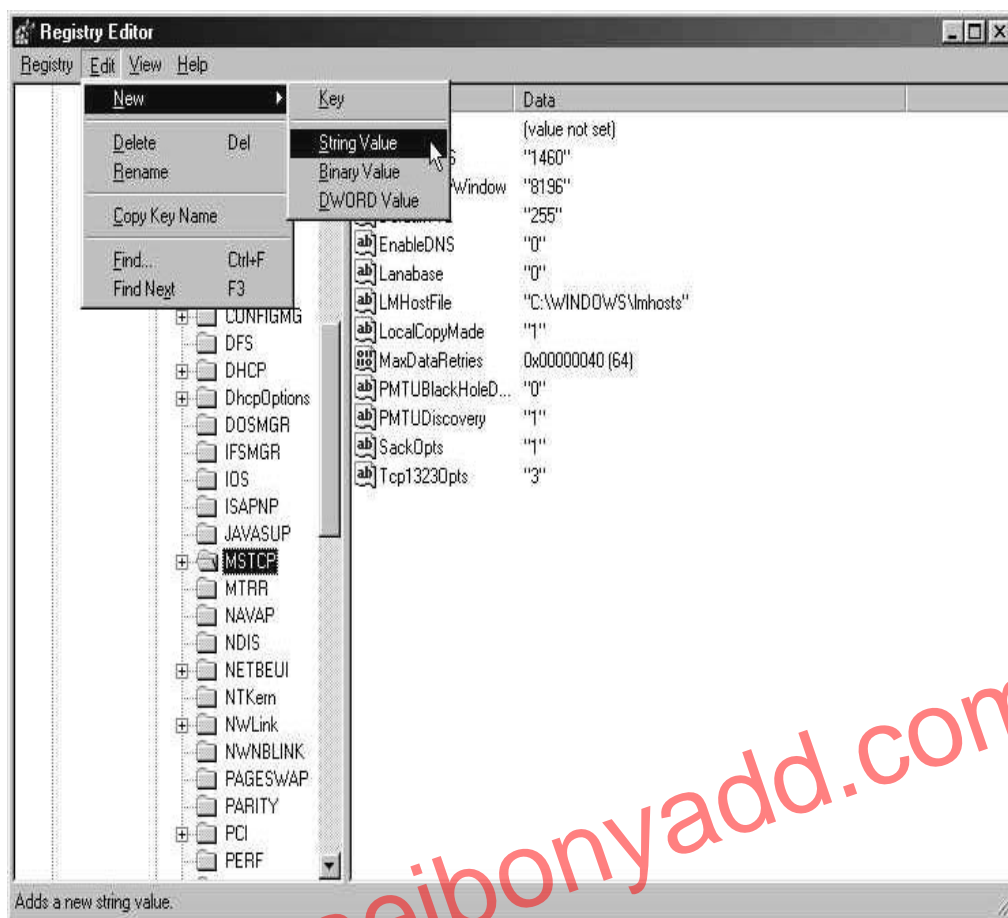 Registry Editor
Registry Edit View Help
New
Delete Del
Rename
Copy Key Name
Find... Ctrl+F
Find Next F3
Key
String Value
Binary Value
DWORD Value
Data
(value not set)
"1460"
Window "8196"
"255"
EnableDNS "0"
Lanabase "0"
LMHostFile "C:\WINDOWS\lmhosts"
LocalCopyMade "1"
MaxDataRetries 0x00000040 (64)
PMTUBlackHoleD... "0"
PMTUDiscovery "1"
SackOpts "1"
Tcp1323Opts "3"
CONFIGMG
DFS
DHCP
DhcpOptions
DOSMGR
IFSMGR
IOS
ISAPNP
JAVASUP
MSTCP
MTRR
NAVAP
NDIS
NETBEUI
NTKern
NWLink
NWNBLINK
PAGESWAP
PARITY
PCI
PERF
Adds a new string value.